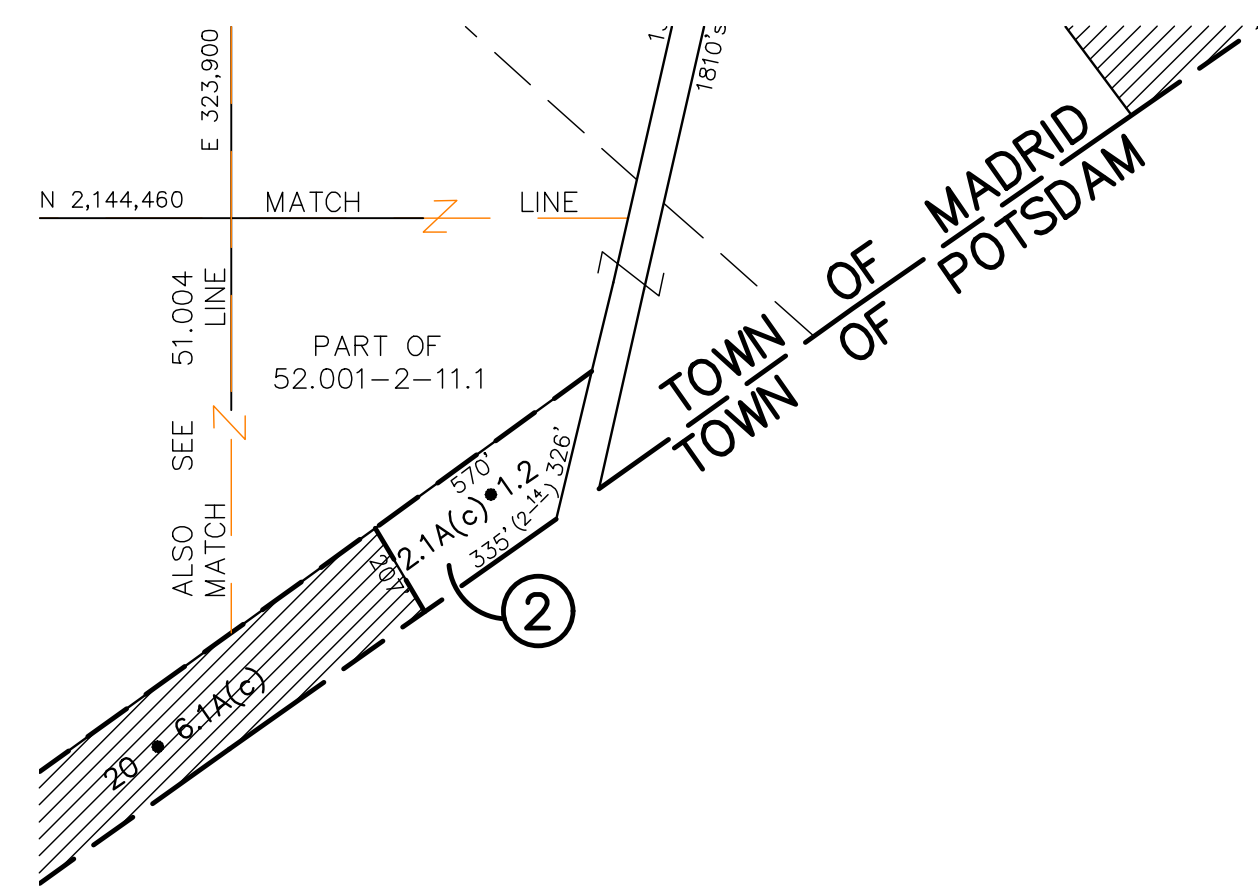 E 323,900
1810's
N 2,144,460
MATCH LINE
ALSO SEE 51.004
MATCH LINE
PART OF
52.001-2-11.1
TOWN OF MADRID
TOWN OF POTSDAM
570'
326'
2.1A(c) 1.2
335' (2-14)
207'
2
20 6.1A(c)